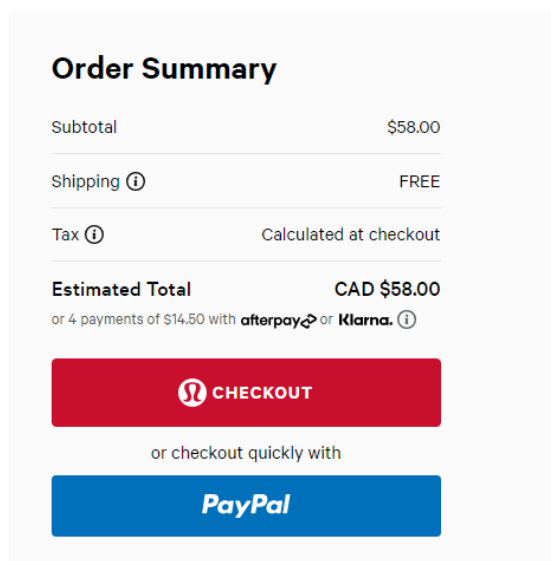 Order Summary
Subtotal $58.00
Shipping FREE
Tax Calculated at checkout
Estimated Total CAD $58.00
or 4 payments of $14.50 with afterpay or Klarna.
CHECKOUT
or checkout quickly with
PayPal